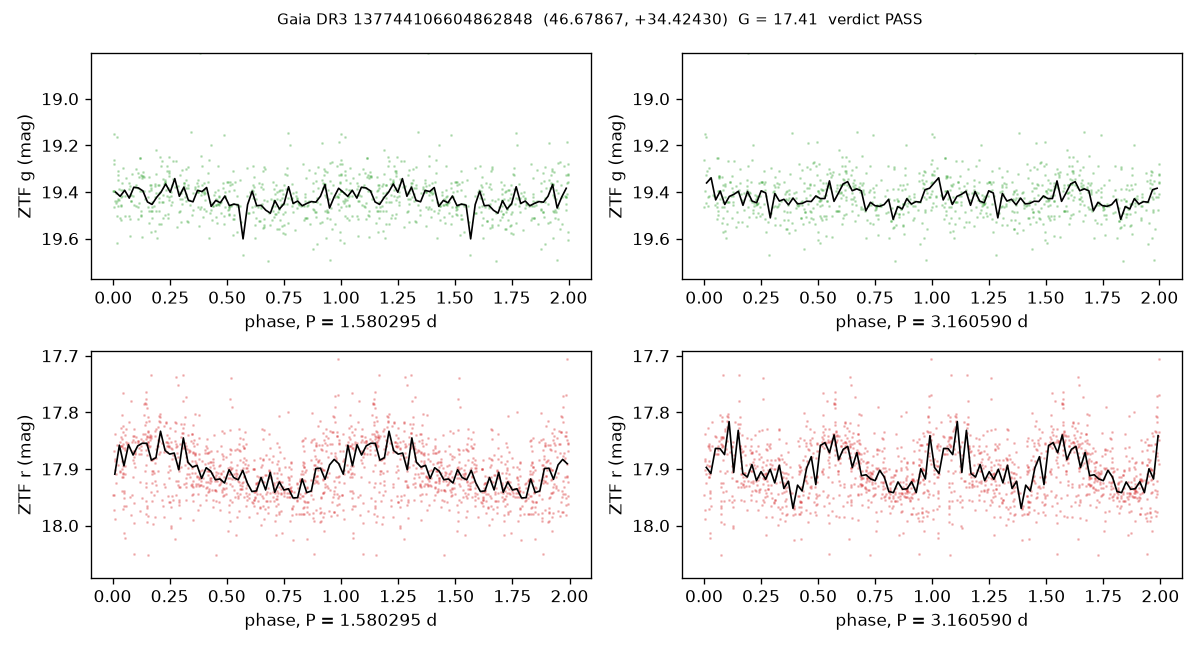 Gaia DR3 137744106604862848 (46.67867, +34.42430) G = 17.41 verdict PASS
ZTF g (mag)
19.0
19.2
19.4
19.6
0.00 0.25 0.50 0.75 1.00 1.25 1.50 1.75 2.00
phase, P = 1.580295 d
ZTF g (mag)
19.0
19.2
19.4
19.6
0.00 0.25 0.50 0.75 1.00 1.25 1.50 1.75 2.00
phase, P = 3.160590 d
ZTF r (mag)
17.7
17.8
17.9
18.0
0.00 0.25 0.50 0.75 1.00 1.25 1.50 1.75 2.00
phase, P = 1.580295 d
ZTF r (mag)
17.7
17.8
17.9
18.0
0.00 0.25 0.50 0.75 1.00 1.25 1.50 1.75 2.00
phase, P = 3.160590 d